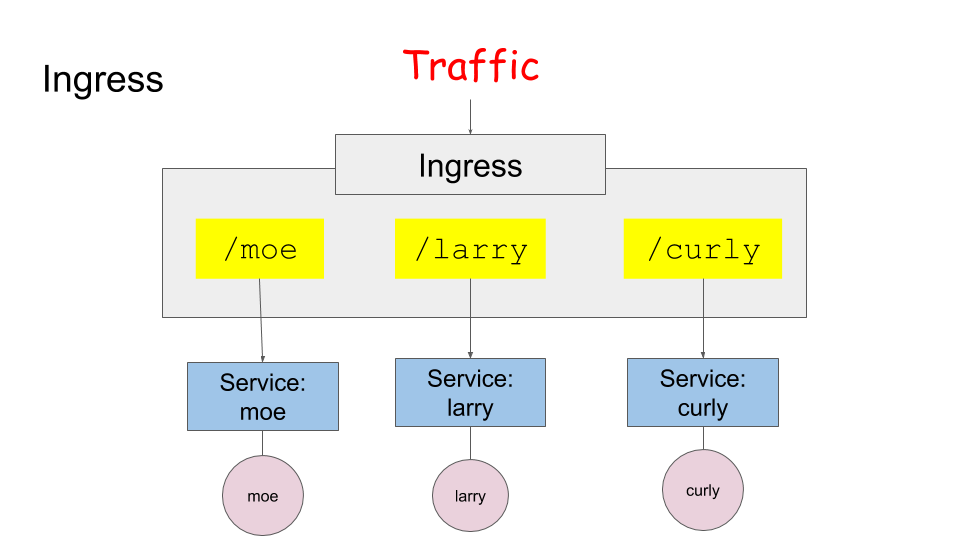 Ingress
Traffic
Ingress
/moe
/larry
/curly
Service:
moe
Service:
larry
Service:
curly
moe
larry
curly